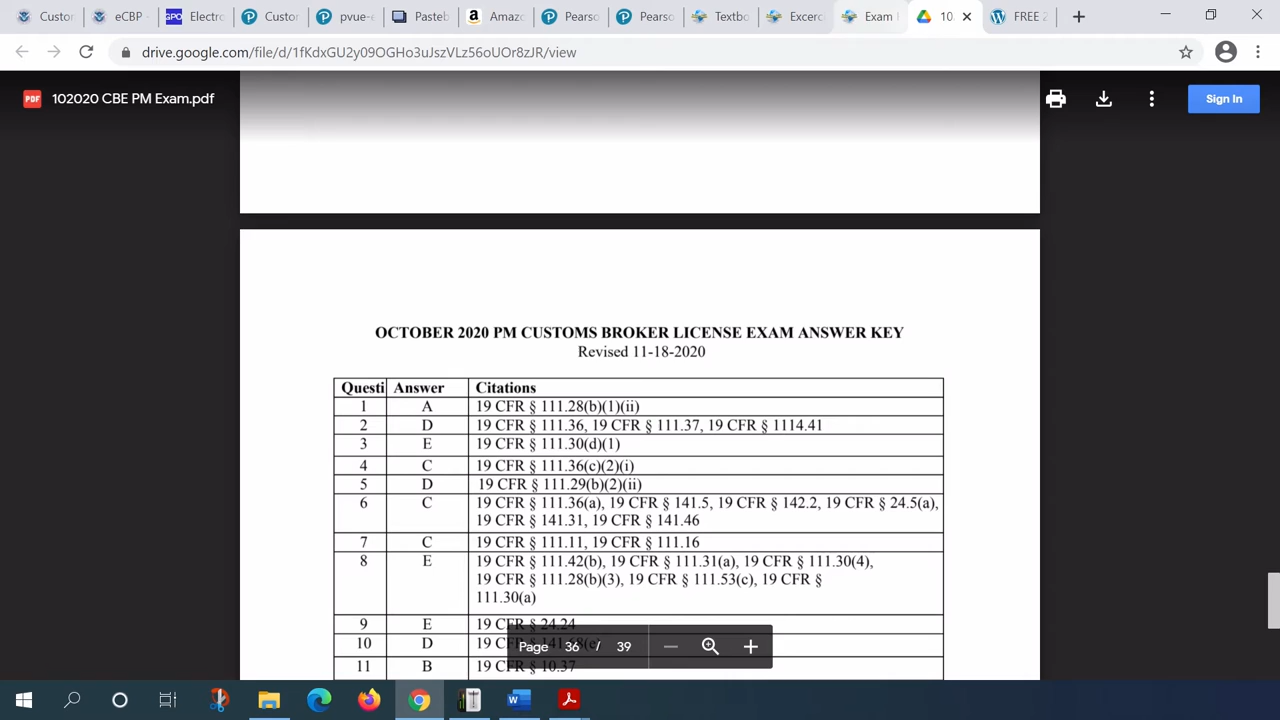 Custor
eCBP -
GPO
Electro
Custor
pvue-e
Pasteb
Amazo
Pearso
Pearso
Textbo
Excerc
Exam
10.
FREE 2
drive.google.com/file/d/1fKdxGU2y09OGHo3uJszVLz56oUOr8zJR/view
PDF 102020 CBE PM Exam.pdf
Sign In
OCTOBER 2020 PM CUSTOMS BROKER LICENSE EXAM ANSWER KEY
Revised 11-18-2020
Questi Answer Citations
1 A 19 CFR § 111.28(b)(1)(ii)
2 D 19 CFR § 111.36, 19 CFR § 111.37, 19 CFR § 1114.41
3 E 19 CFR § 111.30(d)(1)
4 C 19 CFR § 111.36(c)(2)(i)
5 D 19 CFR § 111.29(b)(2)(ii)
6 C 19 CFR § 111.36(a), 19 CFR § 141.5, 19 CFR § 142.2, 19 CFR § 24.5(a),
19 CFR § 141.31, 19 CFR § 141.46
7 C 19 CFR § 111.11, 19 CFR § 111.16
8 E 19 CFR § 111.42(b), 19 CFR § 111.31(a), 19 CFR § 111.30(4),
19 CFR § 111.28(b)(3), 19 CFR § 111.53(c), 19 CFR §
111.30(a)
9 E 19 CFR § 24.24
10 D 19 CFR § 141.68(c)
11 B 19 CFR § 10.37
Page 36 / 39